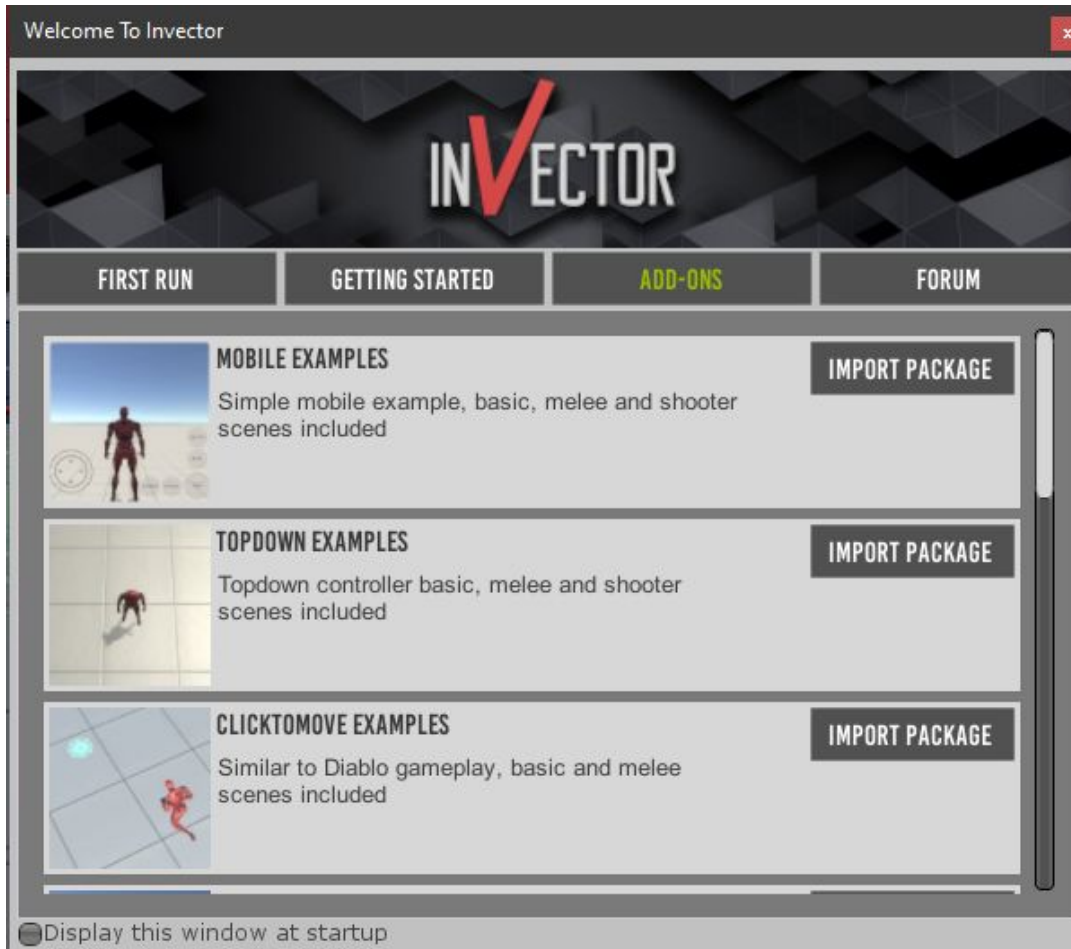 Welcome To Invector
x
INVECTOR
FIRST RUN
GETTING STARTED
ADD-ONS
FORUM
MOBILE EXAMPLES
IMPORT PACKAGE
Simple mobile example, basic, melee and shooter
scenes included
TOPDOWN EXAMPLES
IMPORT PACKAGE
Topdown controller basic, melee and shooter
scenes included
CLICKTOMOVE EXAMPLES
IMPORT PACKAGE
Similar to Diablo gameplay, basic and melee
scenes included
Display this window at startup